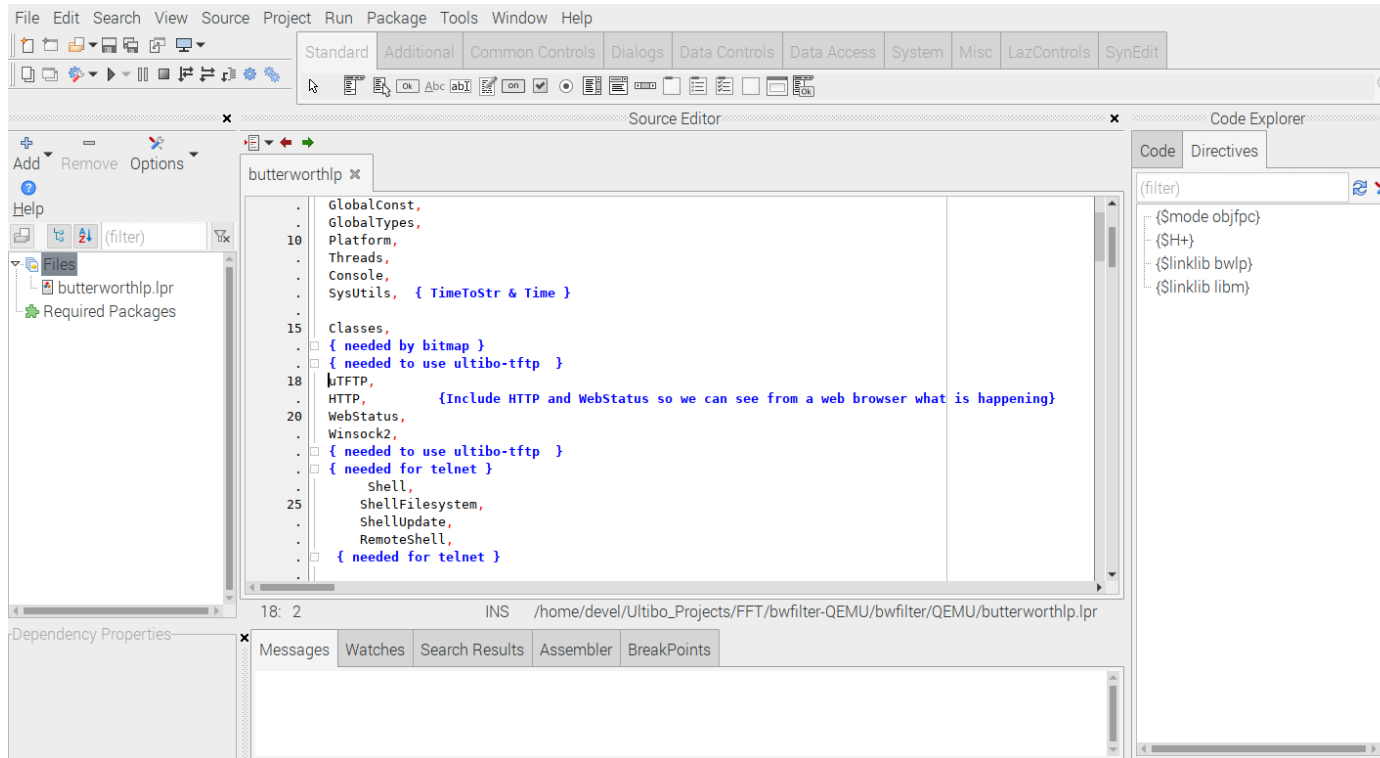 File Edit Search View Source Project Run Package Tools Window Help
Standard Additional Common Controls Dialogs Data Controls Data Access System Misc LazControls SynEdit
Ok Abc abI on Ok
Source Editor
Code Explorer
Add Remove Options
Help
(filter)
Files
butterworthlp.lpr
Required Packages
butterworthlp
. GlobalConst,
. GlobalTypes,
10 Platform,
. Threads,
. Console,
. SysUtils, { TimeToStr & Time }
.
15 Classes,
. { needed by bitmap }
. { needed to use ultibo-tftp }
18 uTFTP,
. HTTP, {Include HTTP and WebStatus so we can see from a web browser what is happening}
20 WebStatus,
. Winsock2,
. { needed to use ultibo-tftp }
. { needed for telnet }
. Shell,
25 ShellFilesystem,
. ShellUpdate,
. RemoteShell,
. { needed for telnet }
.
18: 2 INS /home/devel/Ultibo_Projects/FFT/bwfilter-QEMU/bwfilter/QEMU/butterworthlp.lpr
Code Directives
(filter)
{$mode objfpc}
{$H+}
{$linklib bwlp}
{$linklib libm}
Dependency Properties
Messages Watches Search Results Assembler BreakPoints